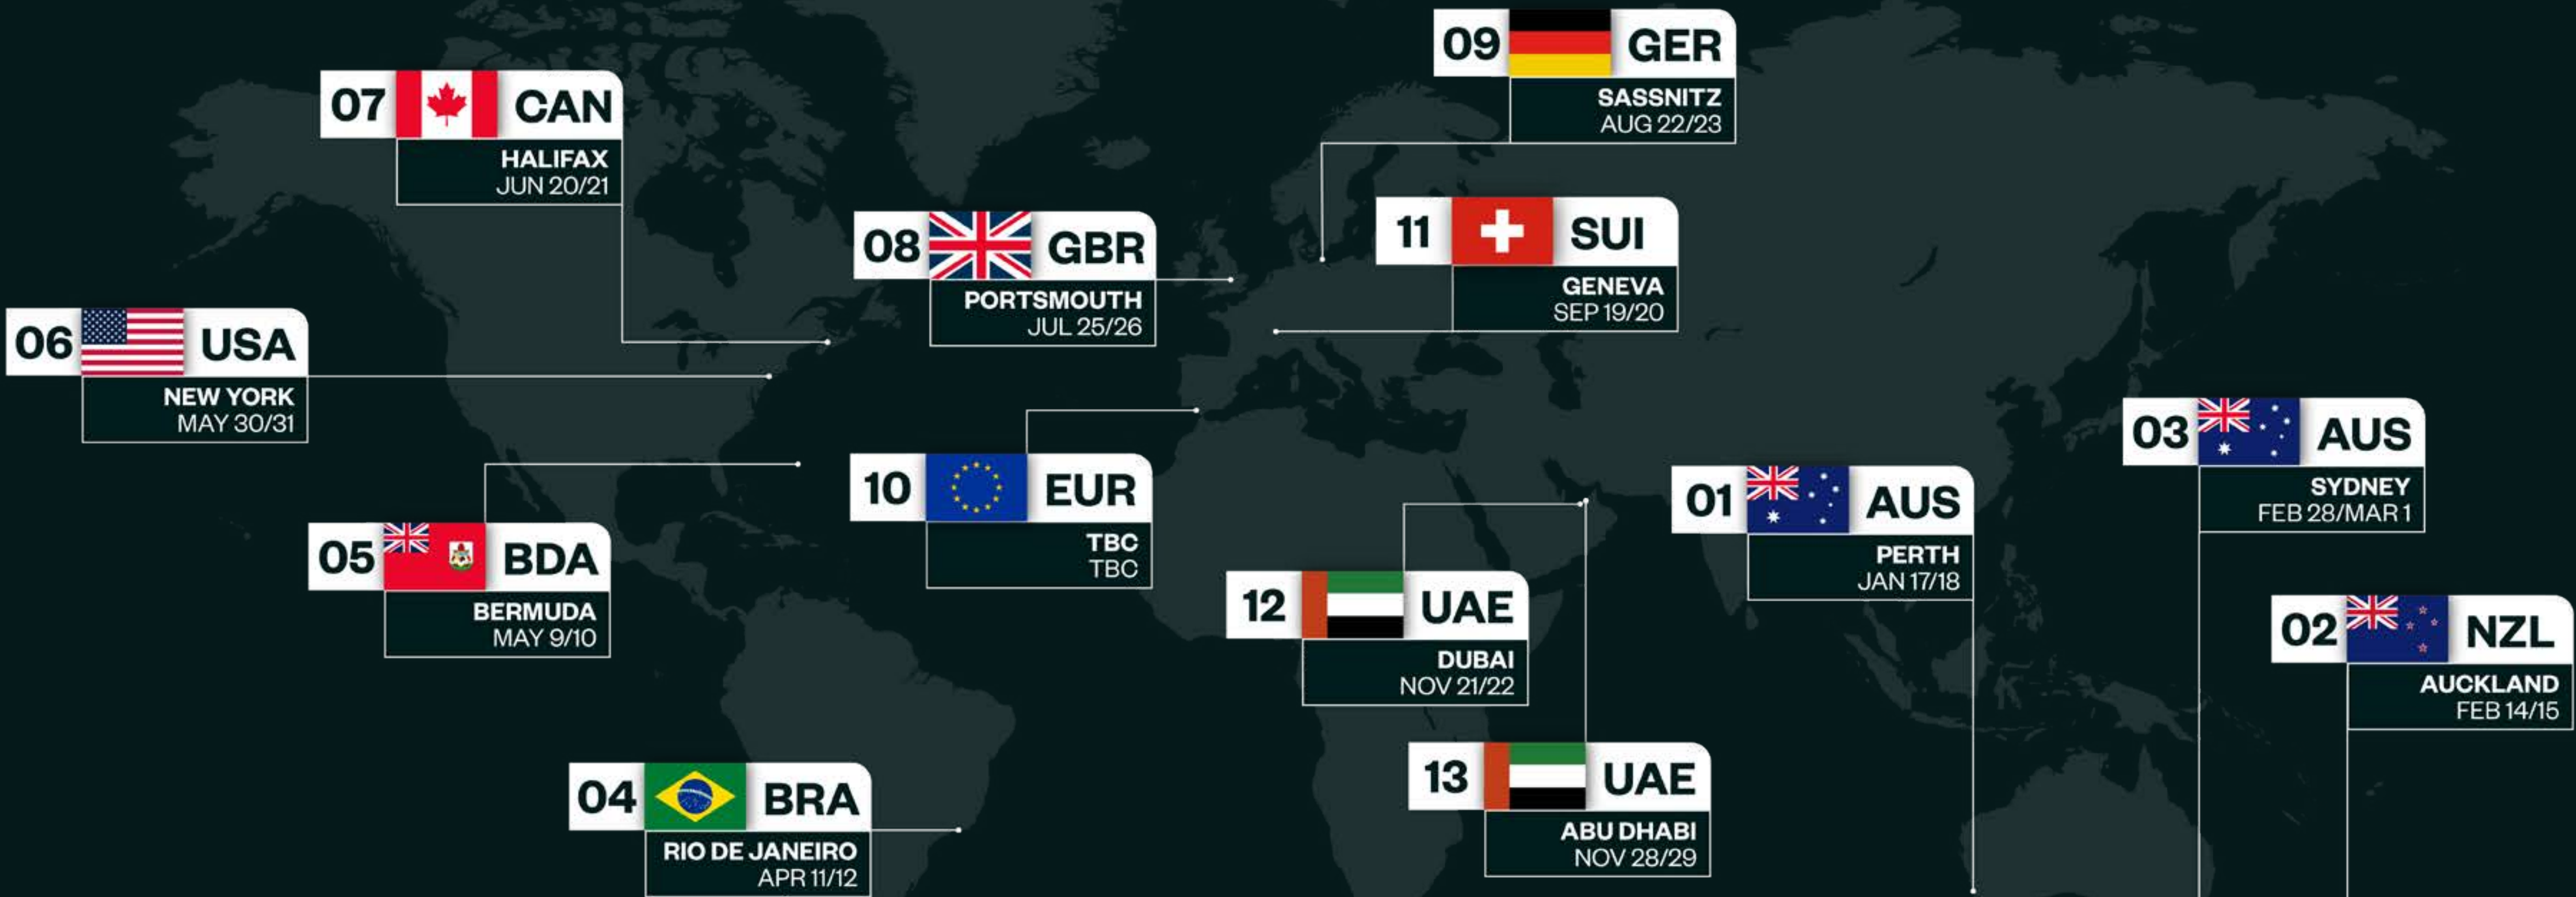 09 GER
SASSNITZ
AUG 22/23
07 CAN
HALIFAX
JUN 20/21
08 GBR
PORTSMOUTH
JUL 25/26
11 SUI
GENEVA
SEP 19/20
06 USA
NEW YORK
MAY 30/31
03 AUS
SYDNEY
FEB 28/MAR 1
10 EUR
TBC
TBC
01 AUS
PERTH
JAN 17/18
05 BDA
BERMUDA
MAY 9/10
12 UAE
DUBAI
NOV 21/22
02 NZL
AUCKLAND
FEB 14/15
13 UAE
ABU DHABI
NOV 28/29
04 BRA
RIO DE JANEIRO
APR 11/12